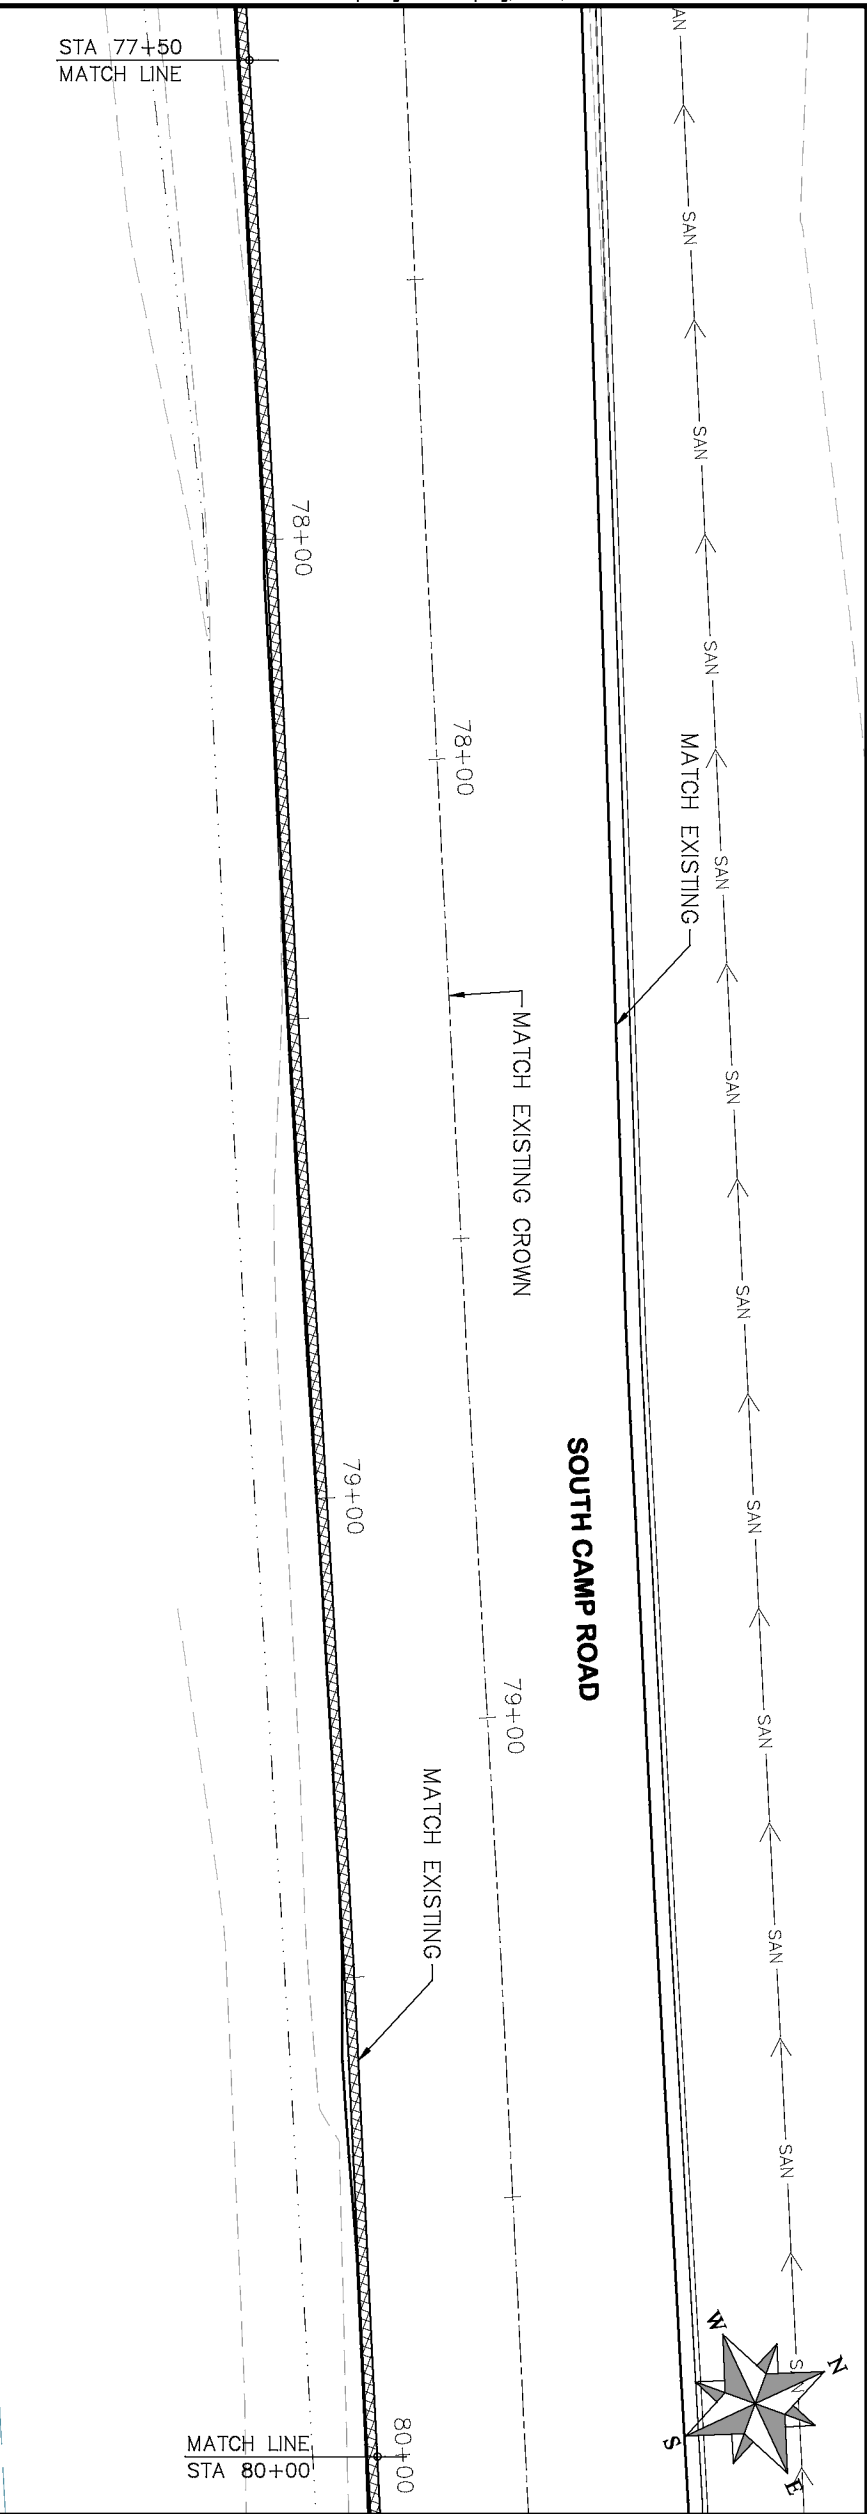 STA 77+50
MATCH LINE
SAN
SAN
SAN
SAN
SAN
SAN
SAN
SAN
SAN
SAN
SAN
78+00
78+00
MATCH EXISTING
MATCH EXISTING CROWN
SOUTH CAMP ROAD
79+00
79+00
MATCH EXISTING
W
N
S
E
80+00
MATCH LINE
STA 80+00